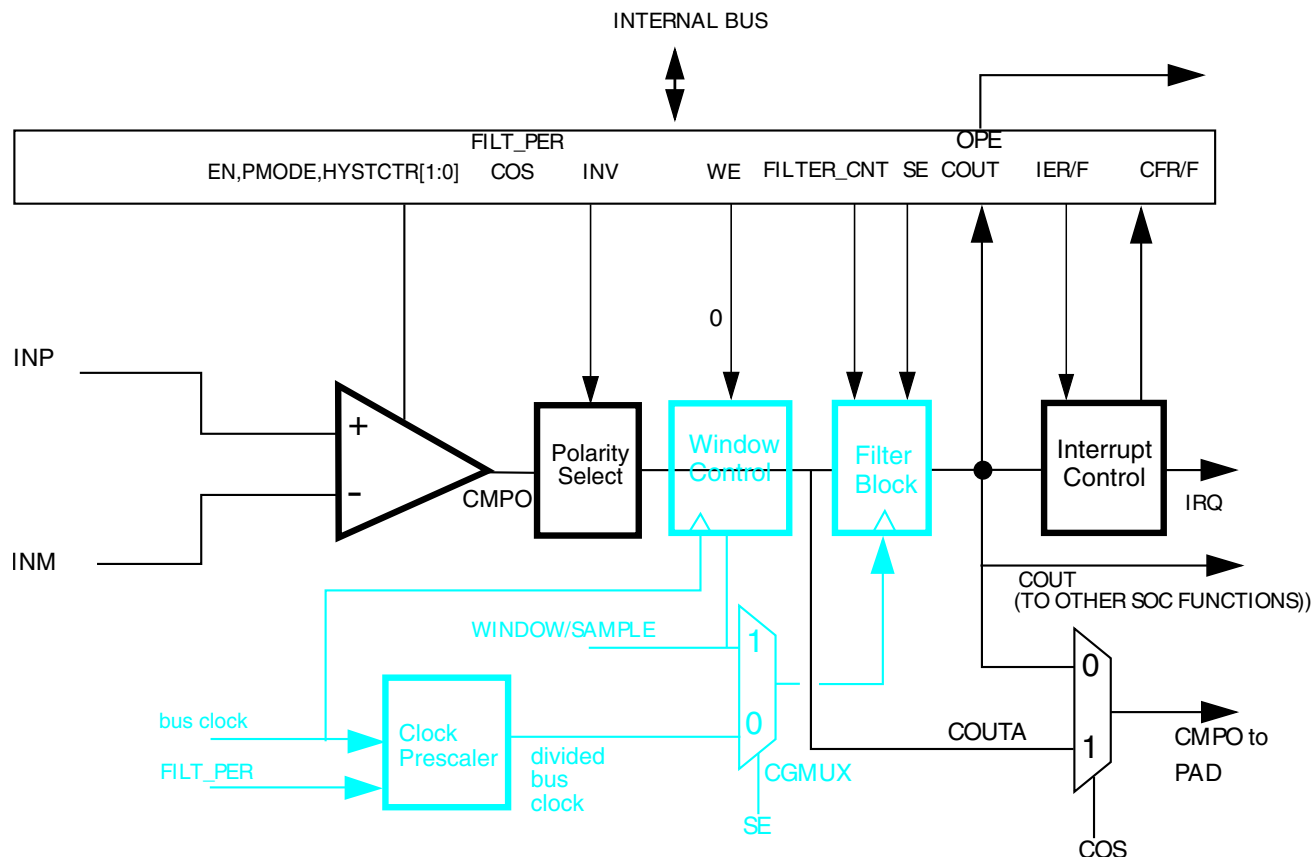 INTERNAL BUS
FILT_PER
OPE
EN,PMODE,HYSTCTR[1:0]
COS
INV
WE
FILTER_CNT
SE
COUT
IER/F
CFR/F
0
INP
+
-
INM
CMPO
Polarity
Select
Window
Control
Filter
Block
Interrupt
Control
IRQ
COUT
(TO OTHER SOC FUNCTIONS))
WINDOW/SAMPLE
1
0
CGMUX
SE
bus clock
FILT_PER
Clock
Prescaler
divided
bus
clock
COUTA
0
1
CMPO to
PAD
COS